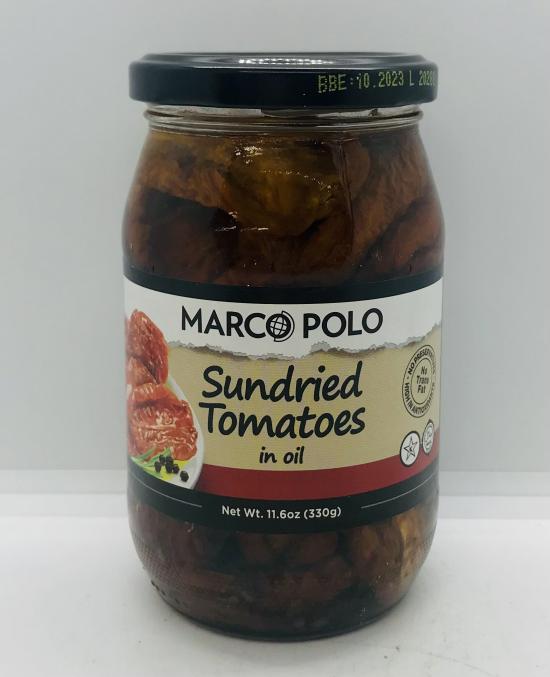 BBE:10.2023 L
MARCO POLO
Sundried
Tomatoes
in oil
No
Trans
Fat
Net Wt. 11.6oz (330g)